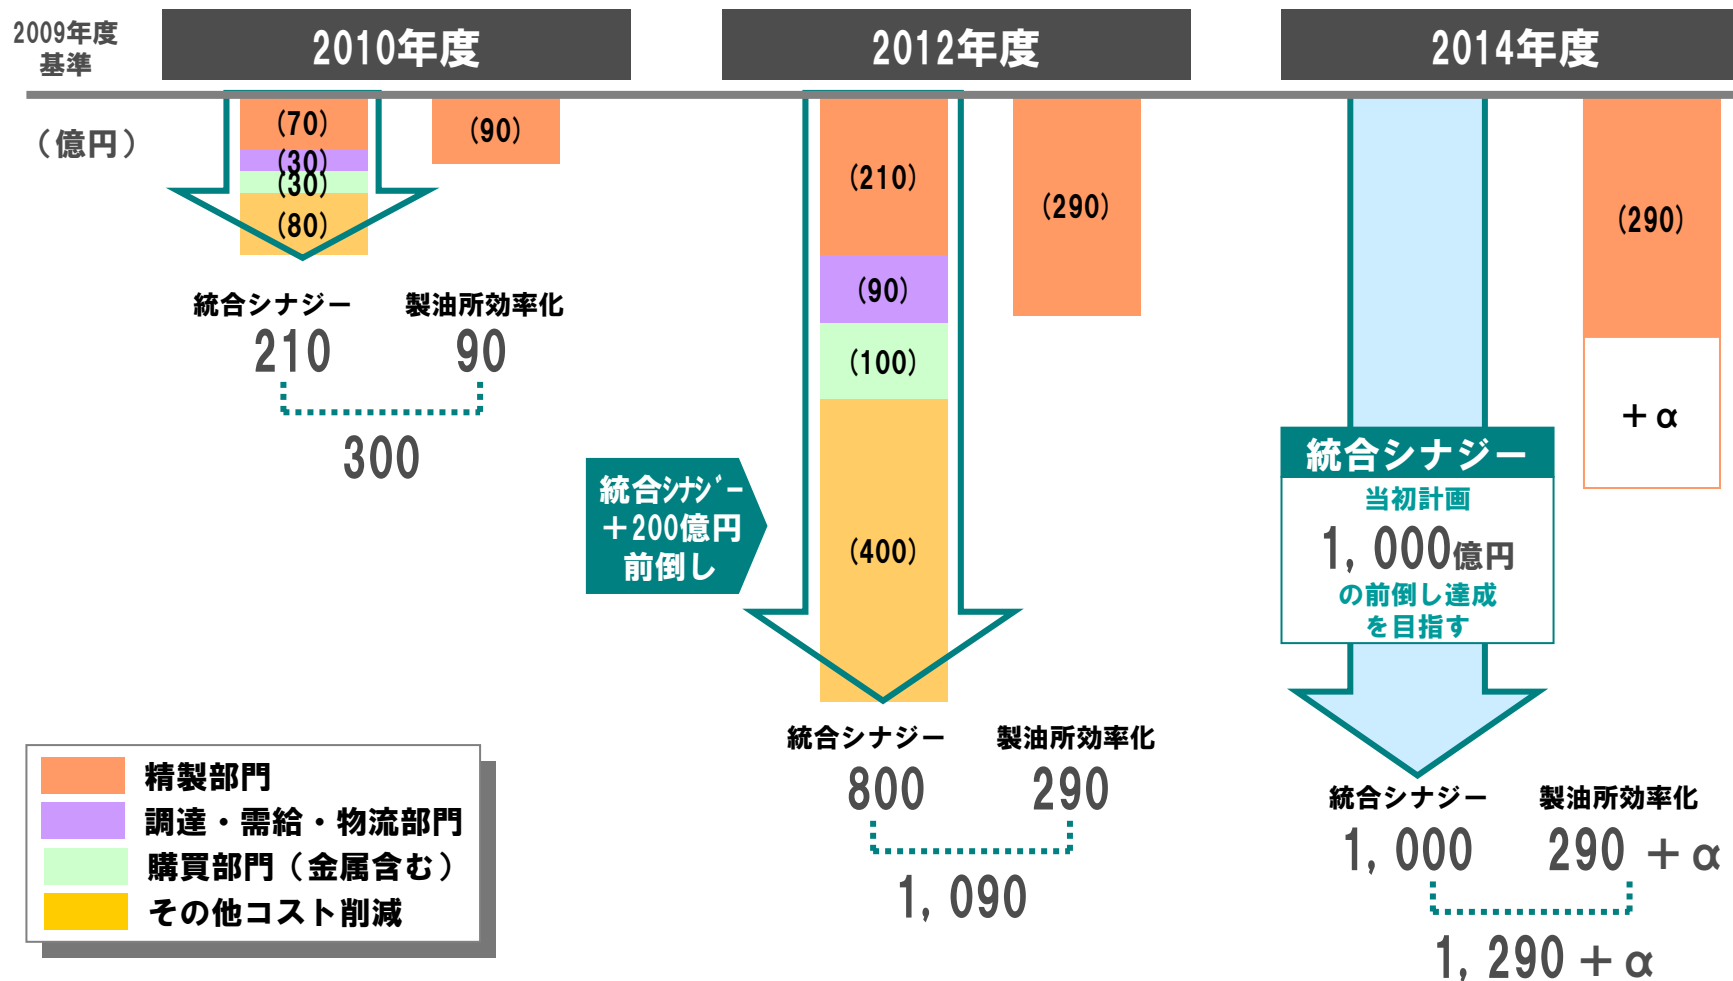 2009年度
基準
2010年度
2012年度
2014年度
（億円）
(70)
(30)
(30)
(80)
(90)
統合シナジー
製油所効率化
210
90
300
統合ｼﾅｼﾞｰ
＋200億円
前倒し
(210)
(90)
(100)
(400)
(290)
統合シナジー
製油所効率化
800
290
1, 090
(290)
＋α
統合シナジー
当初計画
1, 000億円
の前倒し達成
を目指す
統合シナジー
製油所効率化
1, 000
290 ＋α
1, 290＋α
精製部門
調達・需給・物流部門
購買部門（金属含む）
その他コスト削減